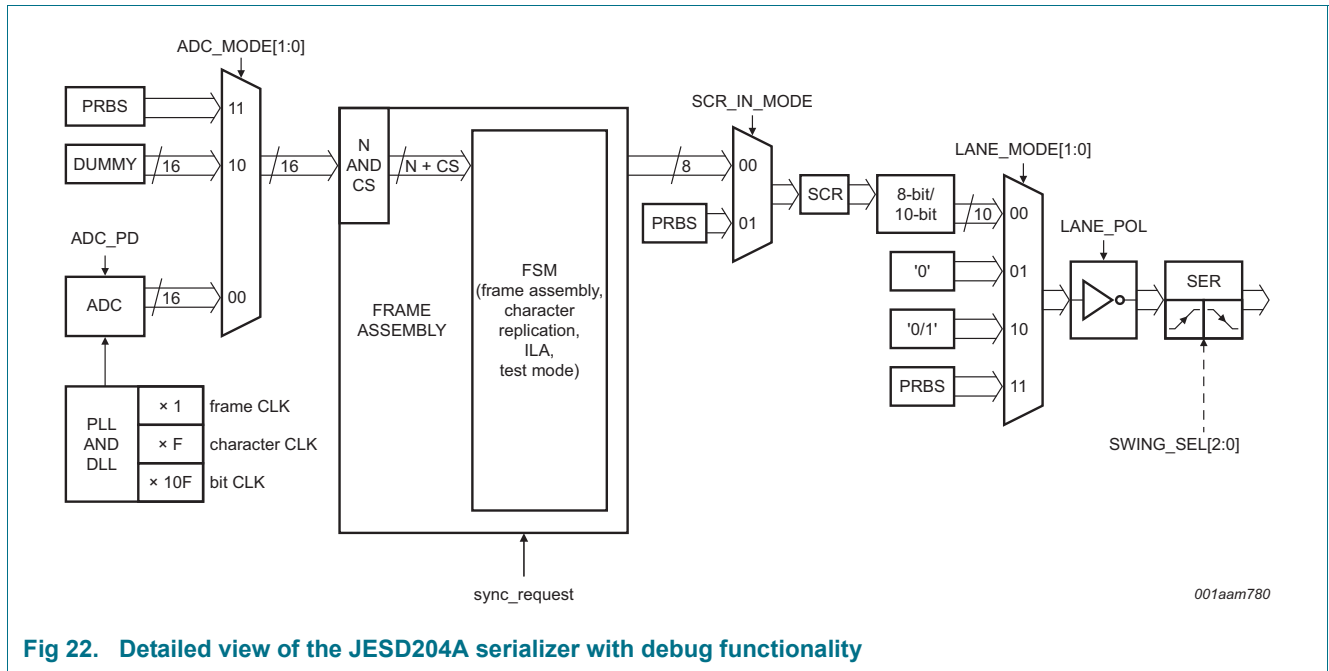 ADC_MODE[1:0]
PRBS
11
DUMMY
16
10
16
ADC_PD
ADC
16
00
PLL
AND
DLL
× 1
frame CLK
× F
character CLK
× 10F
bit CLK
N
AND
CS
N + CS
FRAME
ASSEMBLY
FSM
(frame assembly,
character
replication,
ILA,
test mode)
sync_request
8
SCR_IN_MODE
00
PRBS
01
SCR
8-bit/
10-bit
10
LANE_MODE[1:0]
00
'0'
01
'0/1'
10
PRBS
11
LANE_POL
SER
SWING_SEL[2:0]
001aam780
Fig 22. Detailed view of the JESD204A serializer with debug functionality